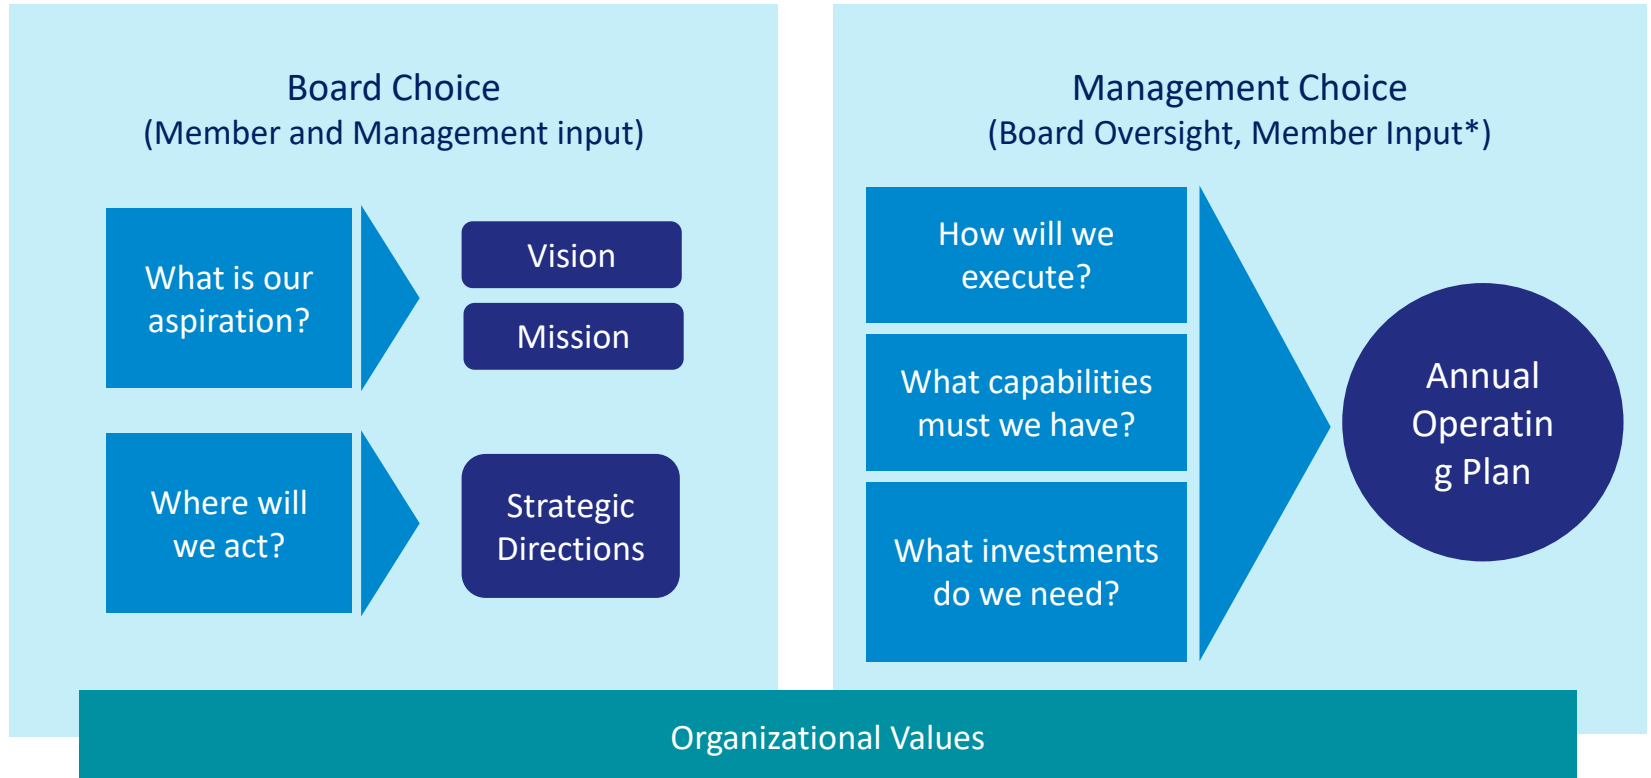 Board Choice
(Member and Management input)
What is our
aspiration?
Vision
Mission
Where will
we act?
Strategic
Directions
Management Choice
(Board Oversight, Member Input*)
How will we
execute?
What capabilities
must we have?
What investments
do we need?
Annual
Operatin
g Plan
Organizational Values